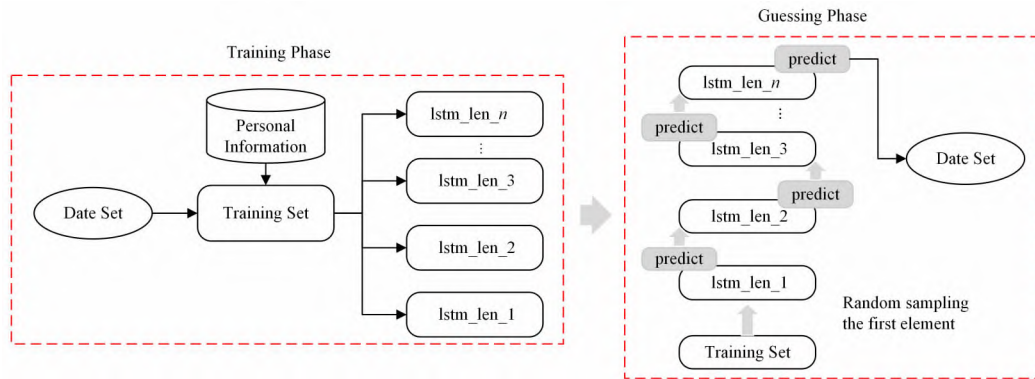 Training Phase
Personal
Information
Date Set
Training Set
lstm_len_n
...
lstm_len_3
lstm_len_2
lstm_len_1
Guessing Phase
predict
lstm_len_n
...
predict
lstm_len_3
predict
lstm_len_2
predict
lstm_len_1
Training Set
Random sampling
the first element
Date Set